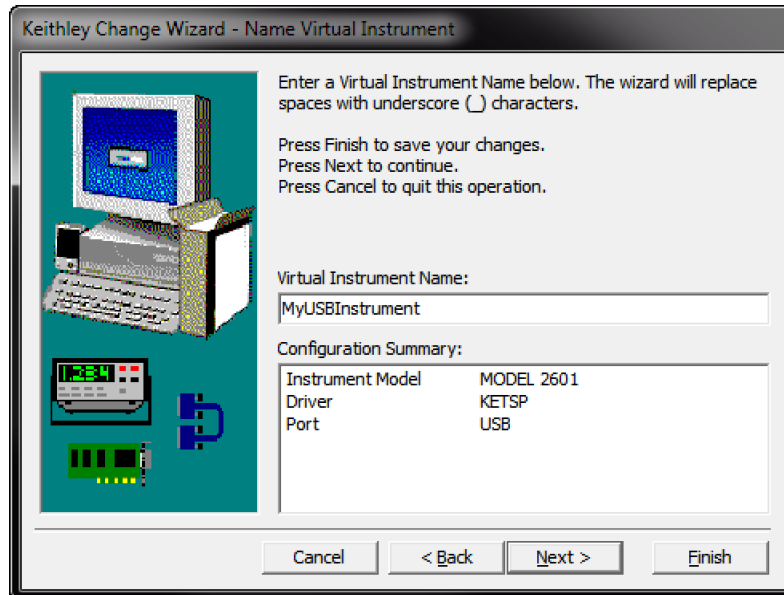 Keithley Change Wizard - Name Virtual Instrument
Enter a Virtual Instrument Name below. The wizard will replace
spaces with underscore (_) characters.
Press Finish to save your changes.
Press Next to continue.
Press Cancel to quit this operation.
Virtual Instrument Name:
MyUSBInstrument
Configuration Summary:
Instrument Model MODEL 2601
Driver KETSP
Port USB
1.234
Cancel < Back Next > Finish